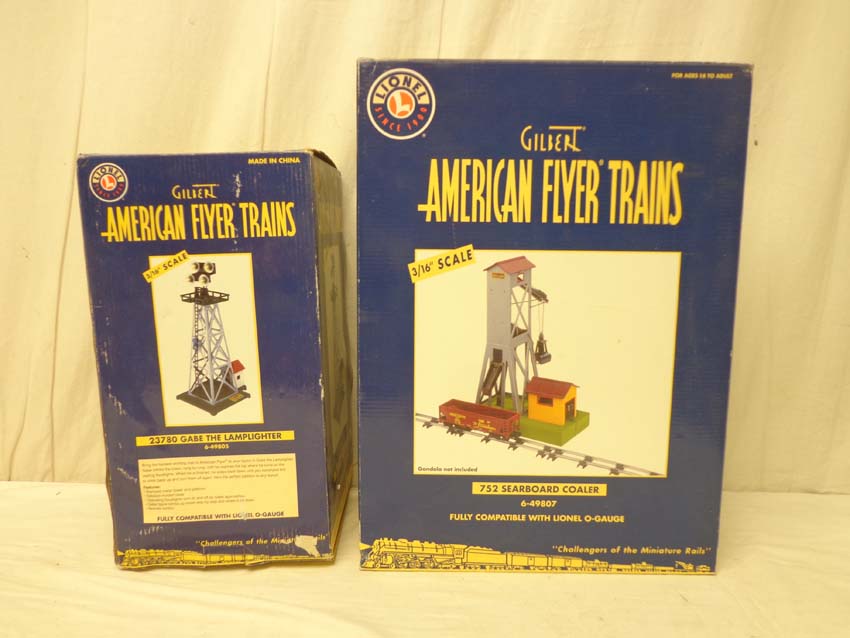 LIONEL
SINCE 1900
MADE IN CHINA
GILBERT
AMERICAN FLYER TRAINS
3/16" SCALE
23780 GABE THE LAMPLIGHTER
6-49805
Features:
FULLY COMPATIBLE WITH LIONEL O-GAUGE
"Challengers of the Miniature Rails"
LIONEL
SINCE 1900
FOR AGES 14 TO ADULT
GILBERT®
AMERICAN FLYER® TRAINS
3/16" SCALE
Gondola not included
752 SEARBOARD COALER
6-49807
FULLY COMPATIBLE WITH LIONEL O-GAUGE
"Challengers of the Miniature Rails"